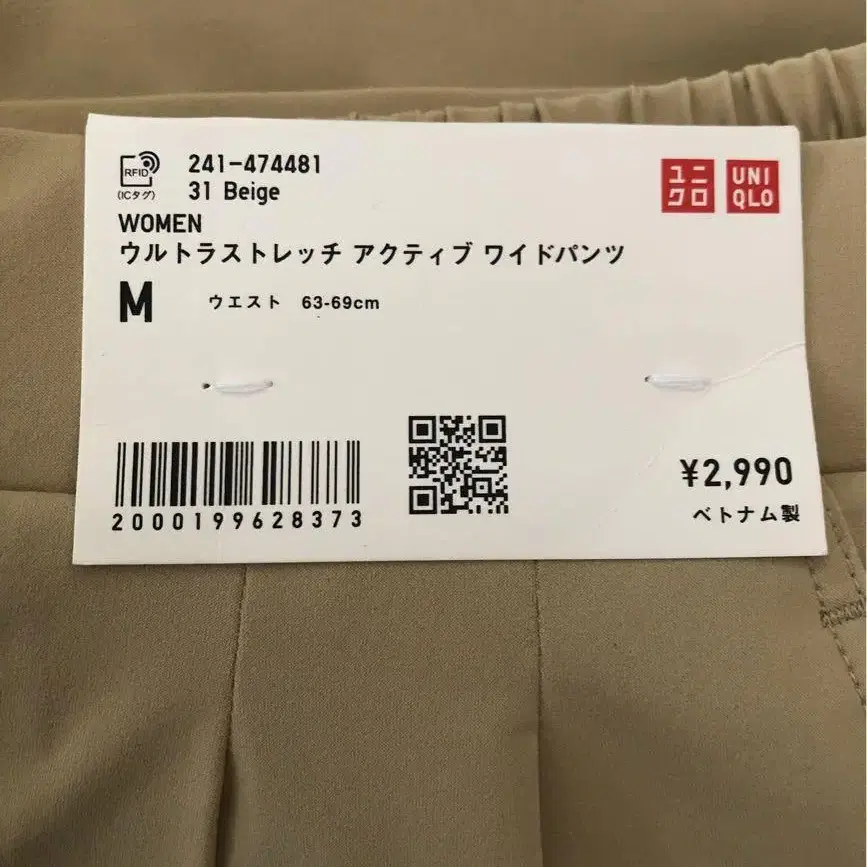 RFID
(ICタグ)
241-474481
31 Beige
ユニ
クロ
UNI
QLO
WOMEN
ウルトラストレッチ アクティブ ワイドパンツ
M ウエスト 63-69cm
2000199628373
¥2,990
ベトナム製